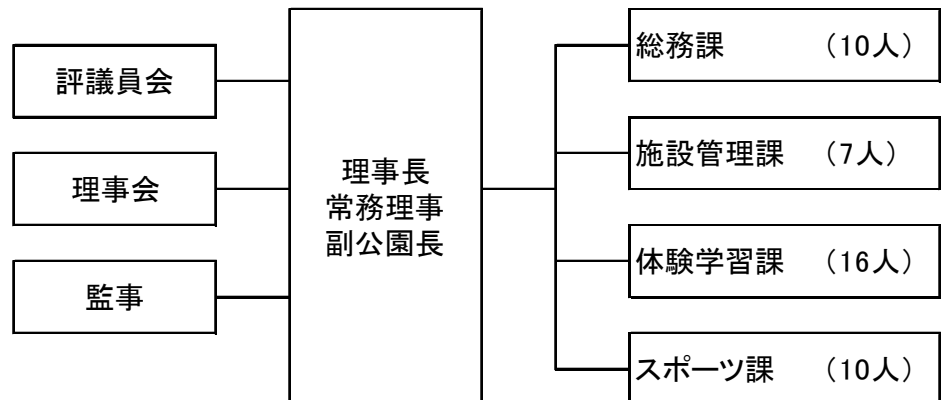 評議員会
理事会
監事
理事長
常務理事
副公園長
総務課 （10人）
施設管理課 （7人）
体験学習課 （16人）
スポーツ課 （10人）